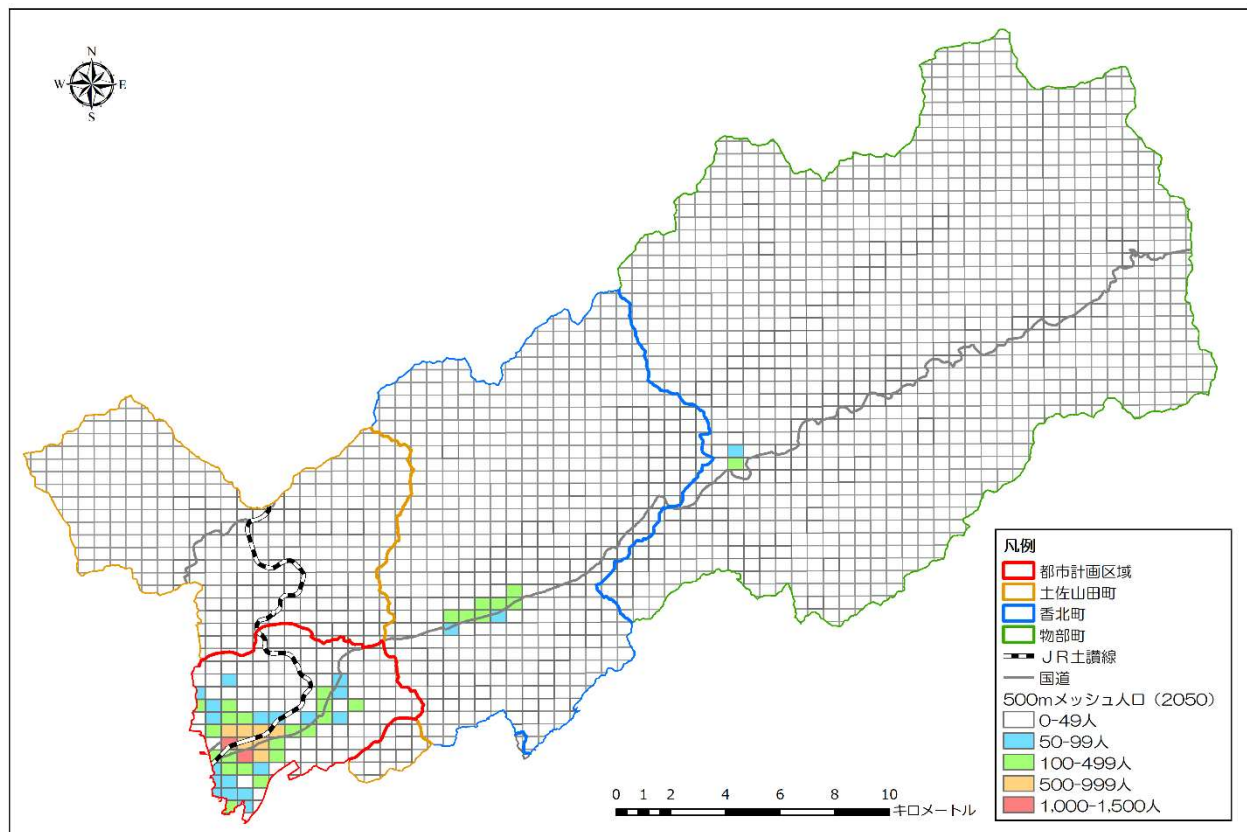 N
W E
S
凡例
都市計画区域
土佐山田町
香北町
物部町
JR土讃線
国道
500mメッシュ人口（2050）
0-49人
50-99人
100-499人
500-999人
1,000-1,500人
0 1 2 4 6 8 10
キロメートル